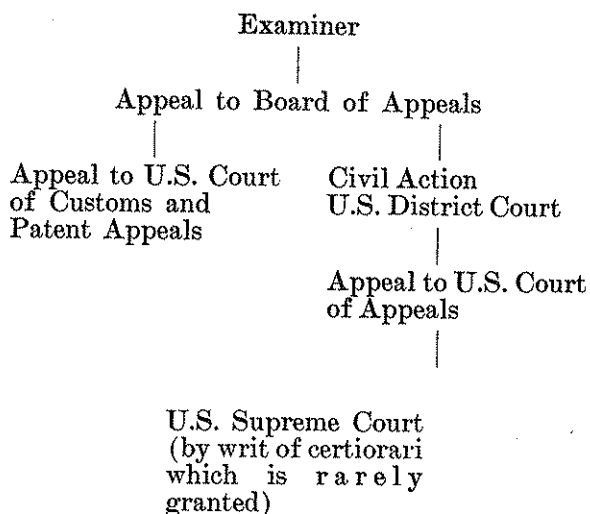 Examiner
Appeal to Board of Appeals
Appeal to U.S. Court
of Customs and
Patent Appeals
Civil Action
U.S. District Court
Appeal to U.S. Court
of Appeals
U.S. Supreme Court
(by writ of certiorari
which is rarely
granted)